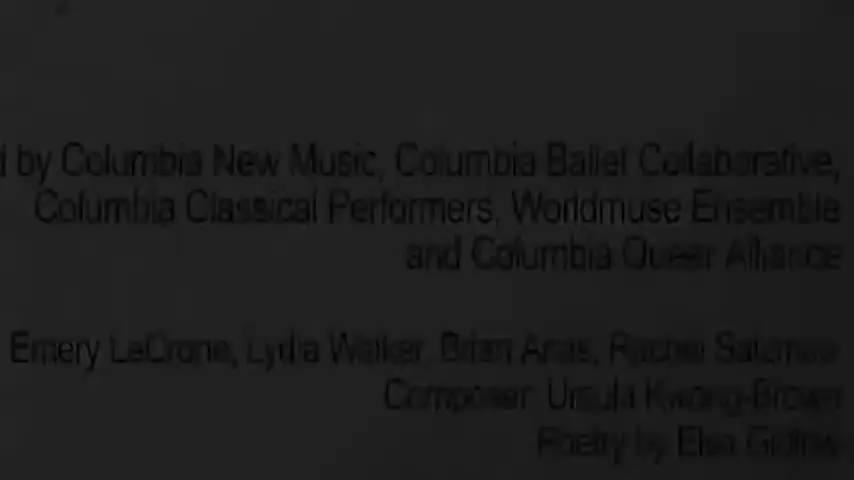 by Columbia New Music, Columbia Ballet Collaborative,
Columbia Classical Performers, Worldmuse Ensemble
and Columbia Queer Alliance
Emery LeCrone, Lydia Walker, Brian Arias, Rachel
Composer: Ursula Kwong-Brown
Poetry by Elsa